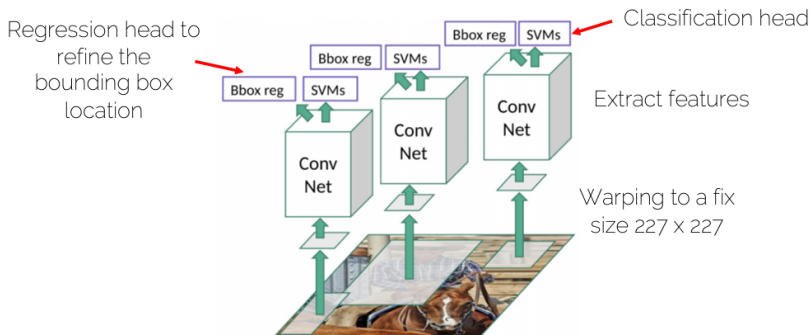 Regression head to
refine the
bounding box
location
Classification head
Bbox reg
SVMs
Bbox reg
SVMs
Bbox reg
SVMs
Extract features
Conv
Net
Conv
Net
Conv
Net
Warping to a fix
size 227 x 227